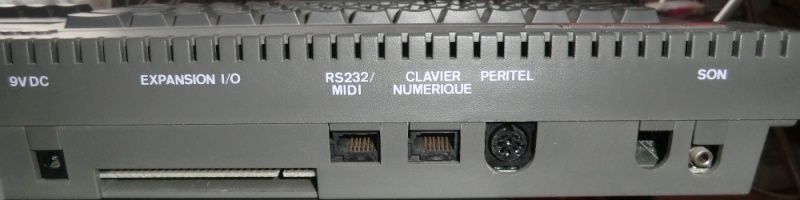 9V DC
EXPANSION I/O
RS232/
MIDI
CLAVIER
NUMERIQUE
PERITEL
SON